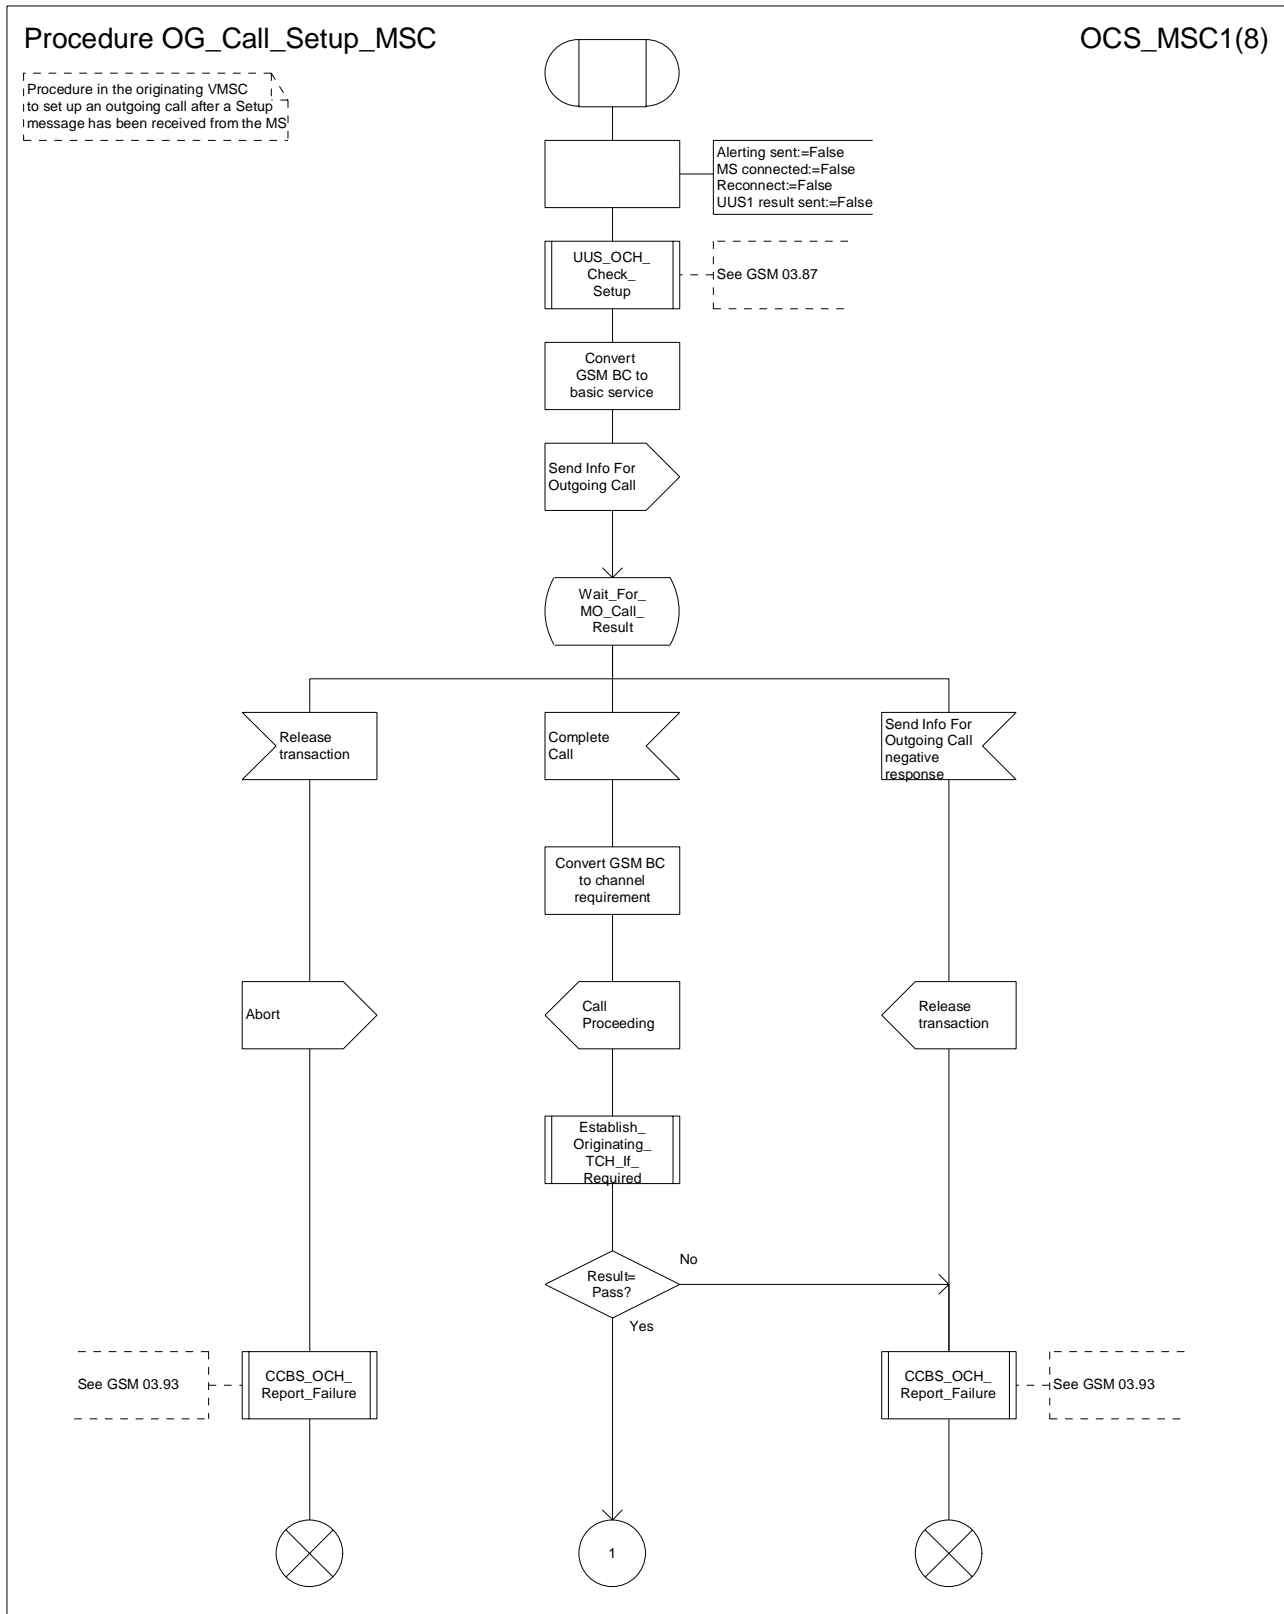 Procedure OG_Call_Setup_MSC
OCS_MSC1(8)
Procedure in the originating VMSC
to set up an outgoing call after a Setup
message has been received from the MS
Alerting sent:=False
MS connected:=False
Reconnect:=False
UUS1 result sent:=False
UUS_OCH_
Check_
Setup
See GSM 03.87
Convert
GSM BC to
basic service
Send Info For
Outgoing Call
Wait_For_
MO_Call_
Result
Release
transaction
Complete
Call
Send Info For
Outgoing Call
negative
response
Convert GSM BC
to channel
requirement
Abort
Call
Proceeding
Release
transaction
Establish_
Originating_
TCH_If_
Required
Result=
Pass?
No
Yes
See GSM 03.93
CCBS_OCH_
Report_Failure
CCBS_OCH_
Report_Failure
See GSM 03.93
1